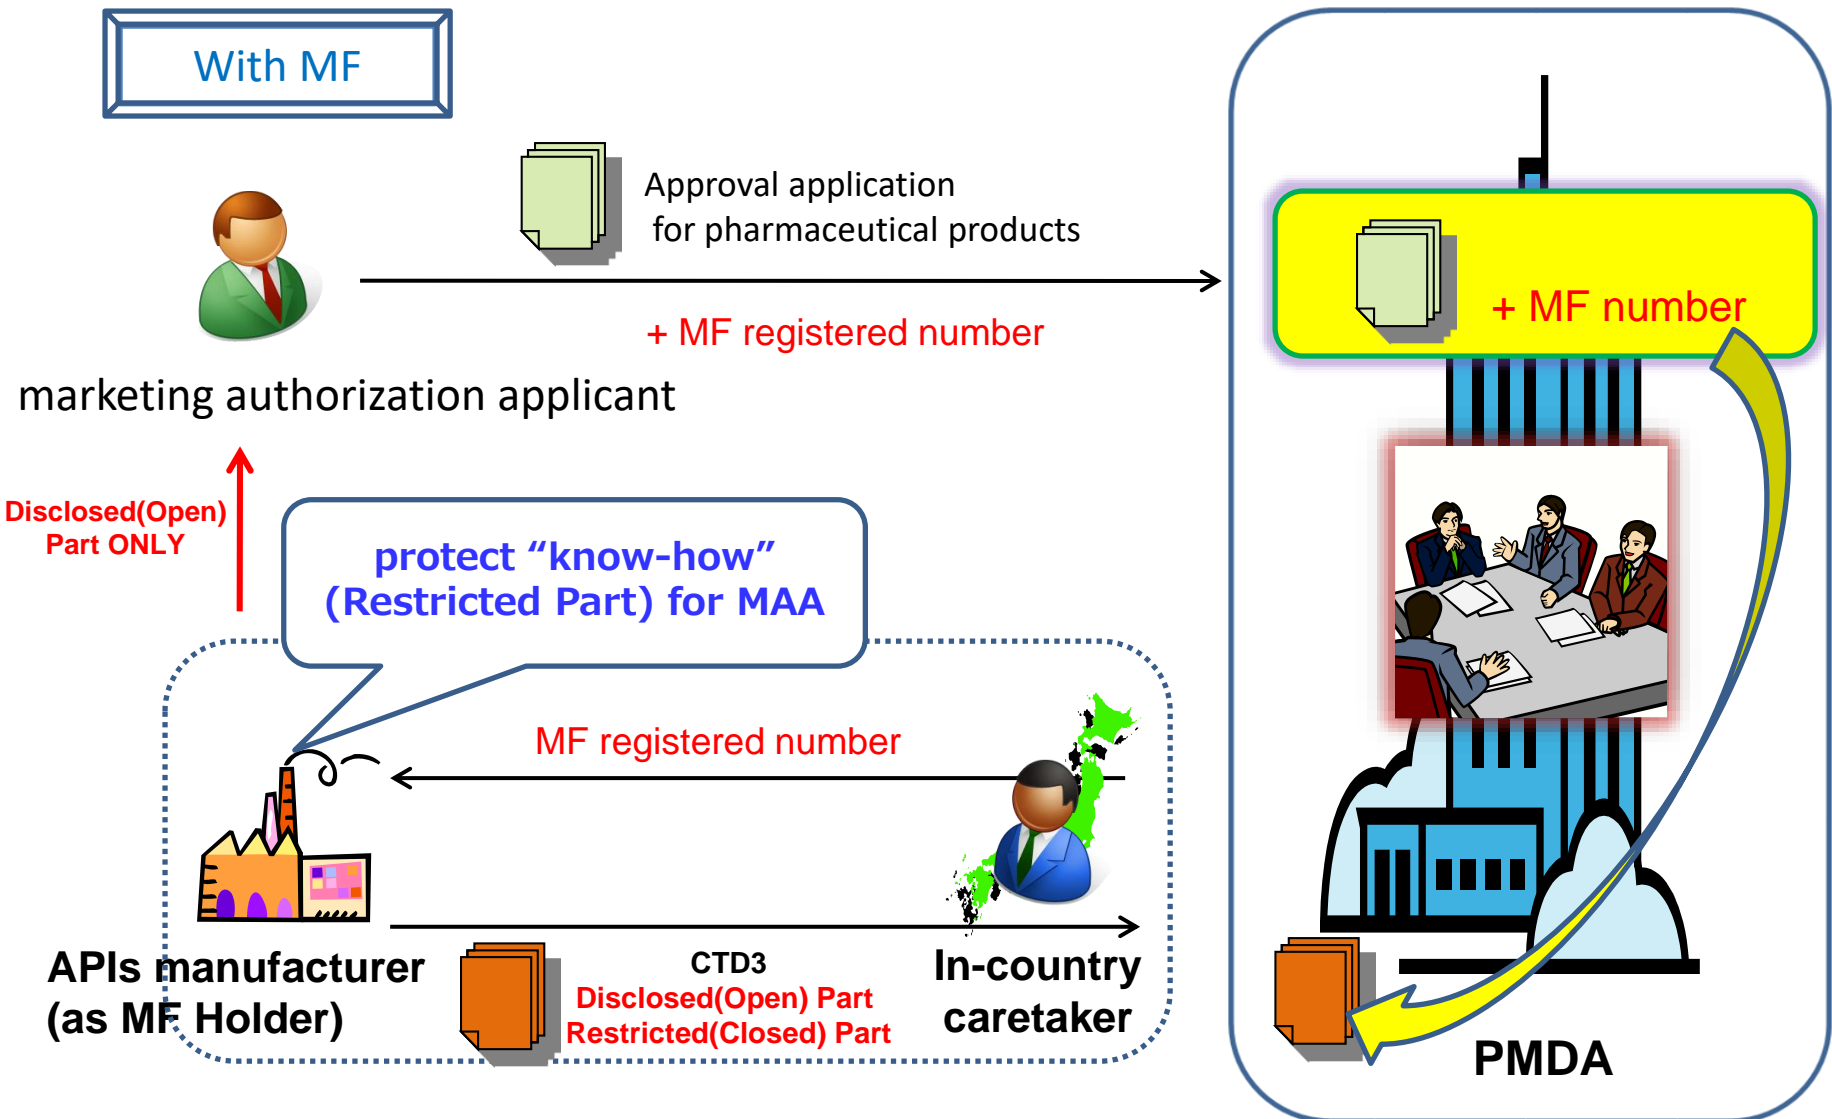 With MF
Approval application
for pharmaceutical products
+ MF registered number
+ MF number
marketing authorization applicant
Disclosed(Open)
Part ONLY
protect “know-how”
(Restricted Part) for MAA
MF registered number
APIs manufacturer
(as MF Holder)
CTD3
Disclosed(Open) Part
Restricted(Closed) Part
In-country
caretaker
PMDA